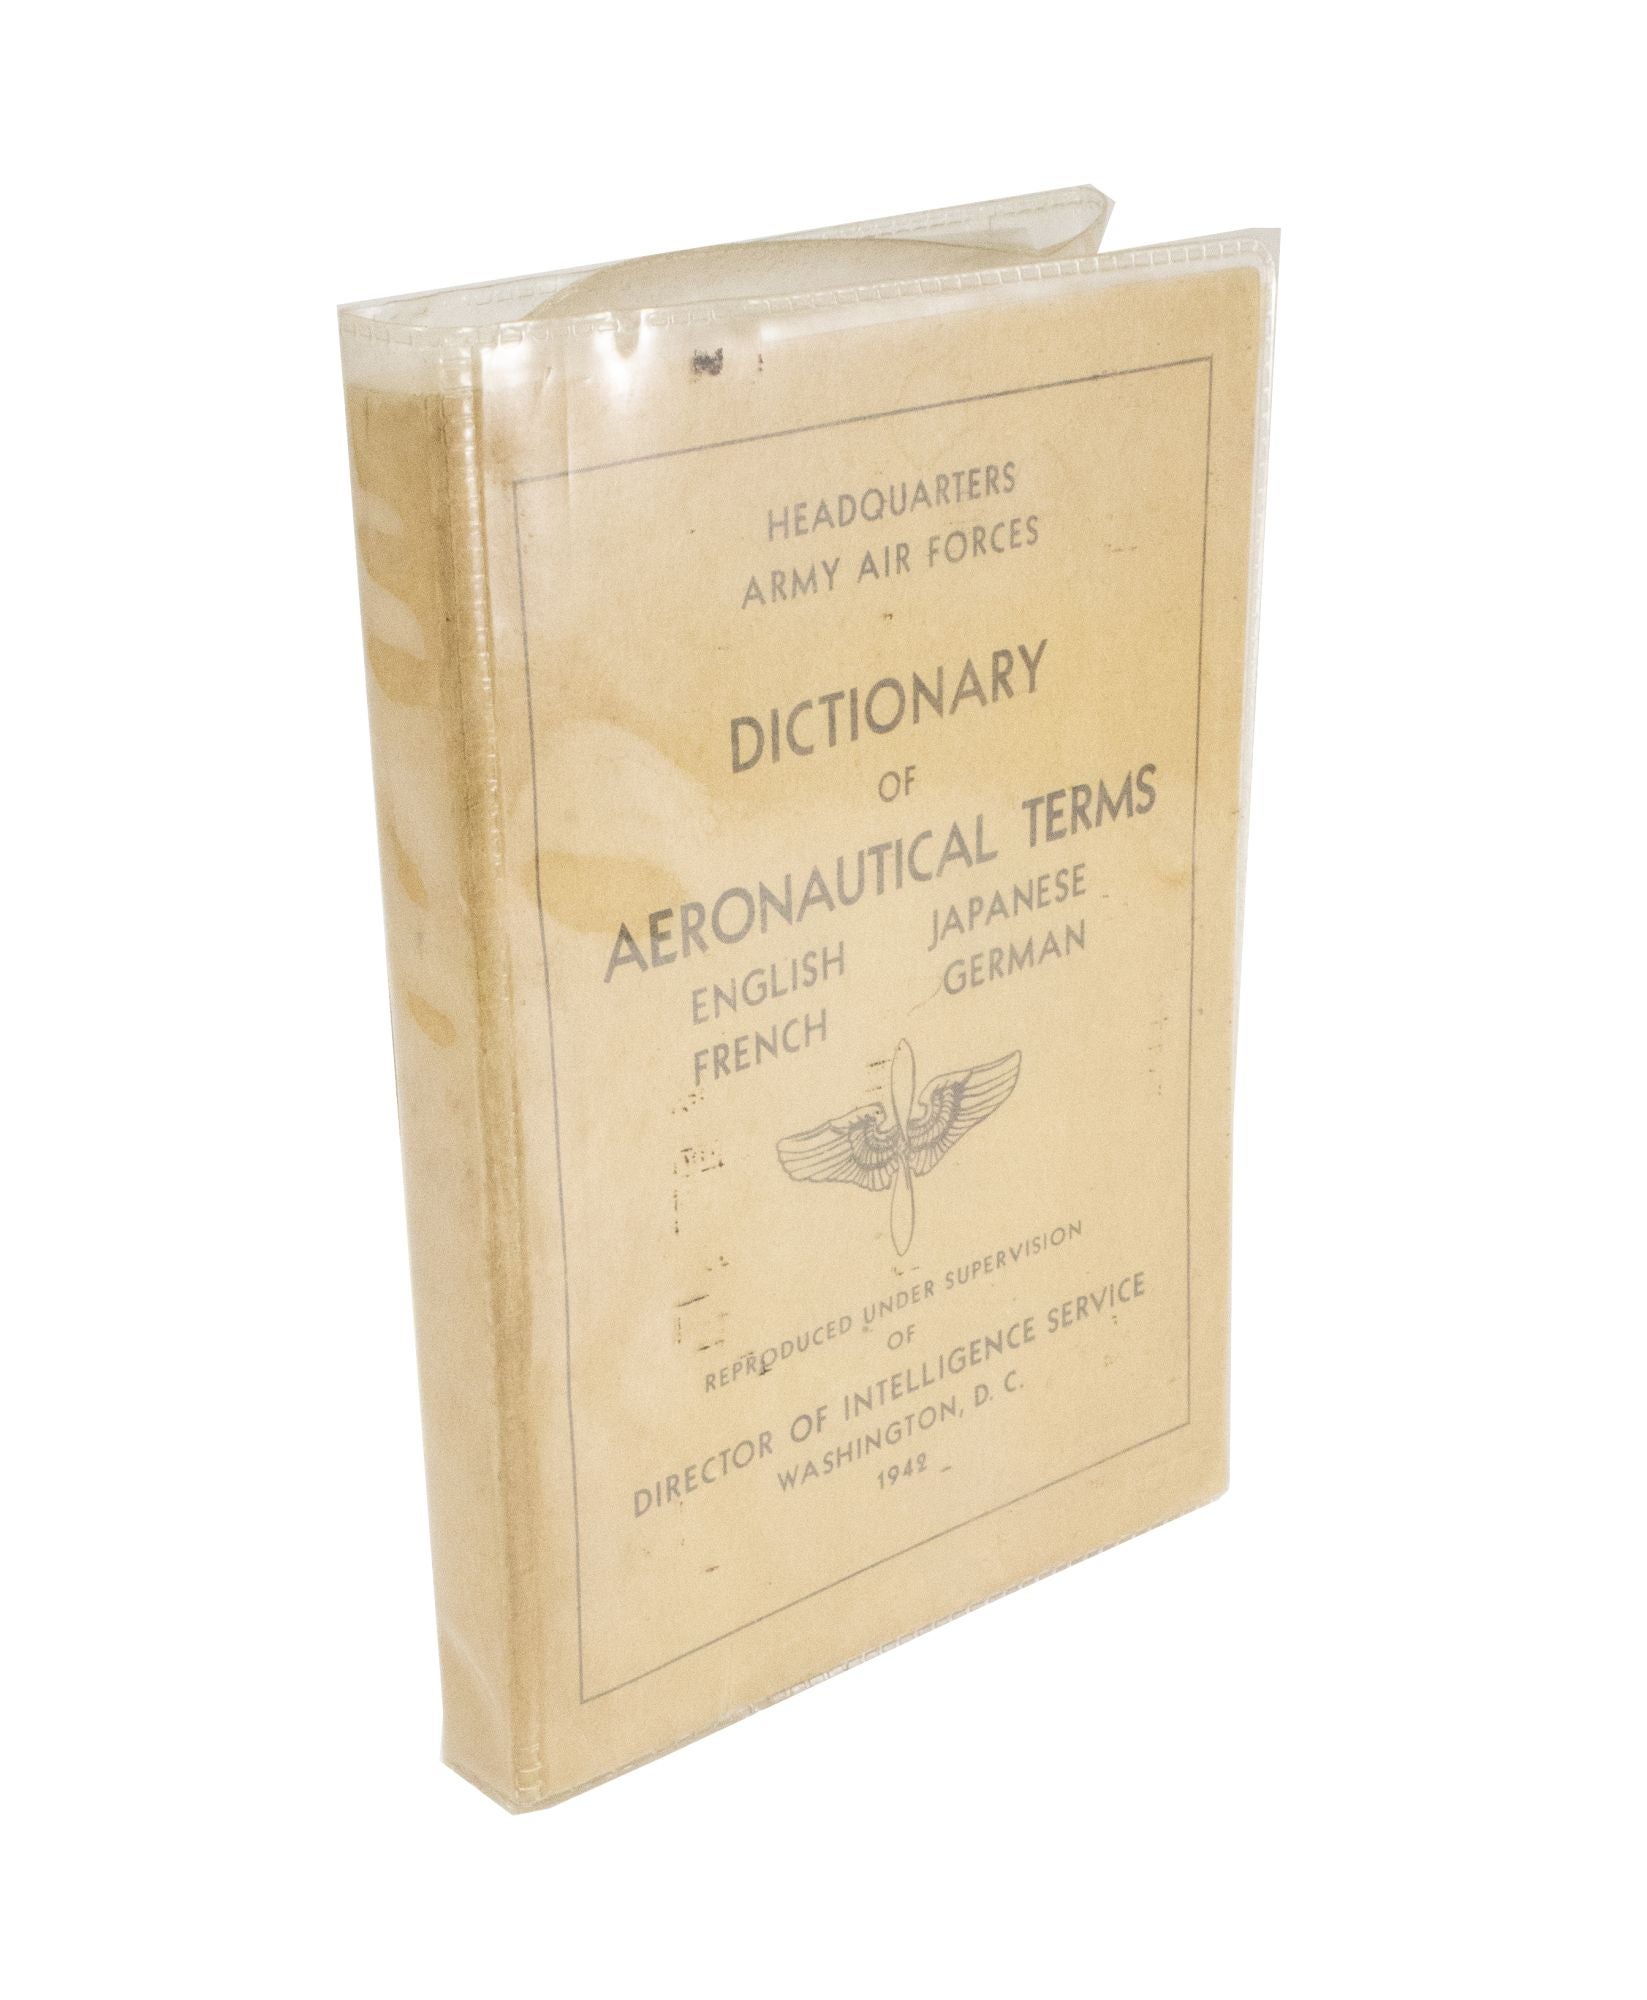 HEADQUARTERS
ARMY AIR FORCES
DICTIONARY
OF
AERONAUTICAL TERMS
ENGLISH JAPANESE
FRENCH GERMAN
REPRODUCED UNDER SUPERVISION
OF
DIRECTOR OF INTELLIGENCE SERVICE
WASHINGTON, D. C.
1942